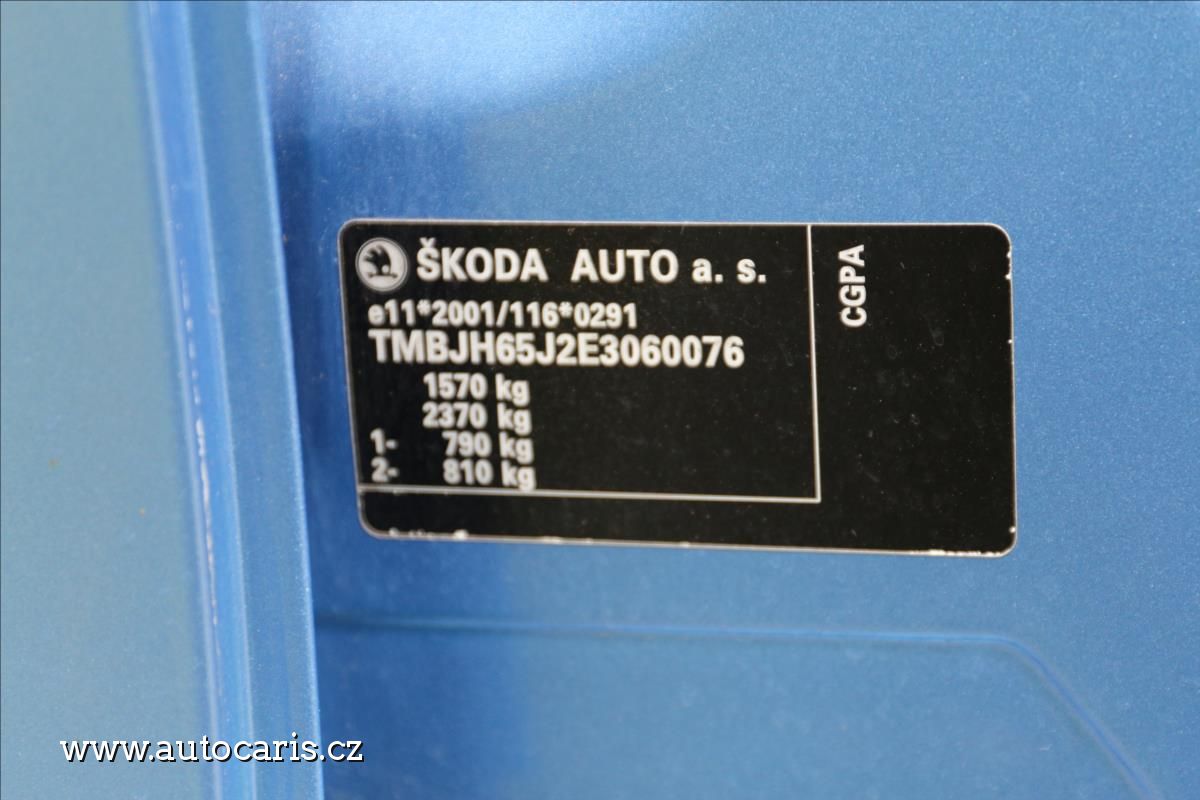 ŠKODA AUTO a. s.
e11*2001/116*0291
TMBJH65J2E3060076
1570 kg
2370 kg
1- 790 kg
2- 810 kg
CGPA
www.autocaris.cz